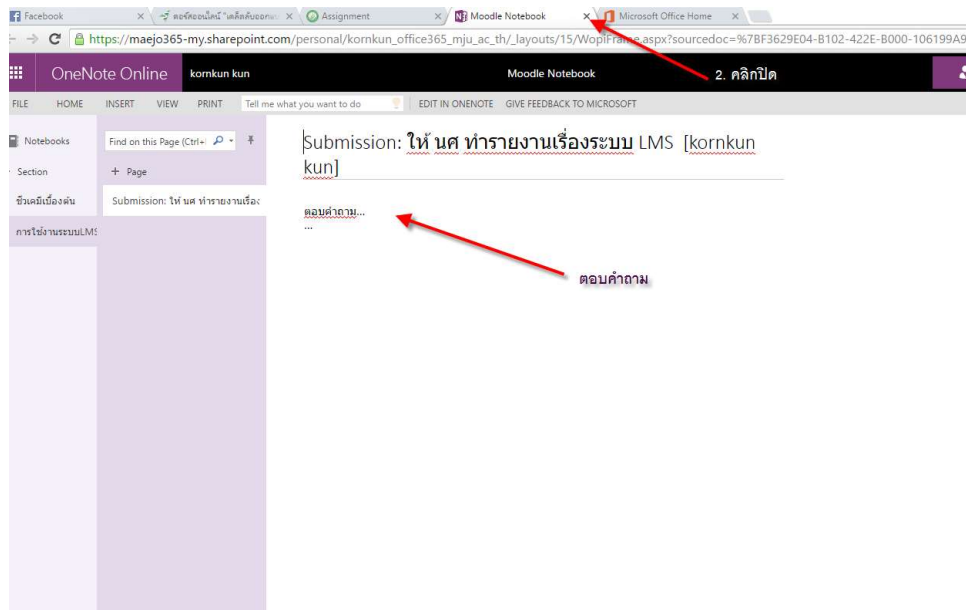 Facebook
คอร์สออนไลน์ "เคล็ดลับออกแบ
Assignment
Moodle Notebook
Microsoft Office Home
https://maejo365-my.sharepoint.com/personal/kornkun_office365_mju_ac_th/_layouts/15/WopiFrame.aspx?sourcedoc=%7BF3629E04-B102-422E-B000-106199A9
OneNote Online
kornkun kun
Moodle Notebook
2. คลิกปิด
FILE HOME INSERT VIEW PRINT Tell me what you want to do EDIT IN ONENOTE GIVE FEEDBACK TO MICROSOFT
Notebooks
Section
ชีวเคมีเบื้องต้น
การใช้งานระบบLMS
Find on this Page (Ctrl+
+ Page
Submission: ให้ นศ ทำรายงานเรื่อง
Submission: ให้ นศ ทำรายงานเรื่องระบบ LMS [kornkun
kun]
ตอบคำถาม...
...
ตอบคำถาม